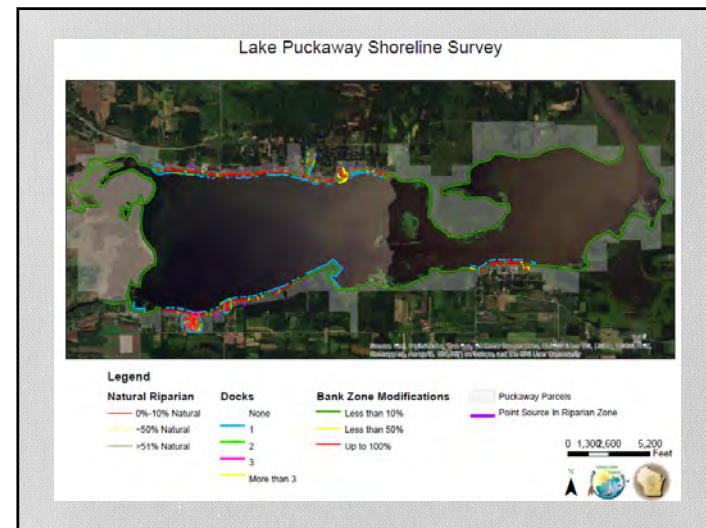 Lake Puckaway Shoreline Survey
Legend
Natural Riparian
0%-10% Natural
~50% Natural
>51% Natural
Docks
None
1
2
3
More than 3
Bank Zone Modifications
Less than 10%
Less than 50%
Up to 100%
Puckaway Parcels
Point Source In Riparian Zone
0 1,300 2,600 5,200
Feet
N